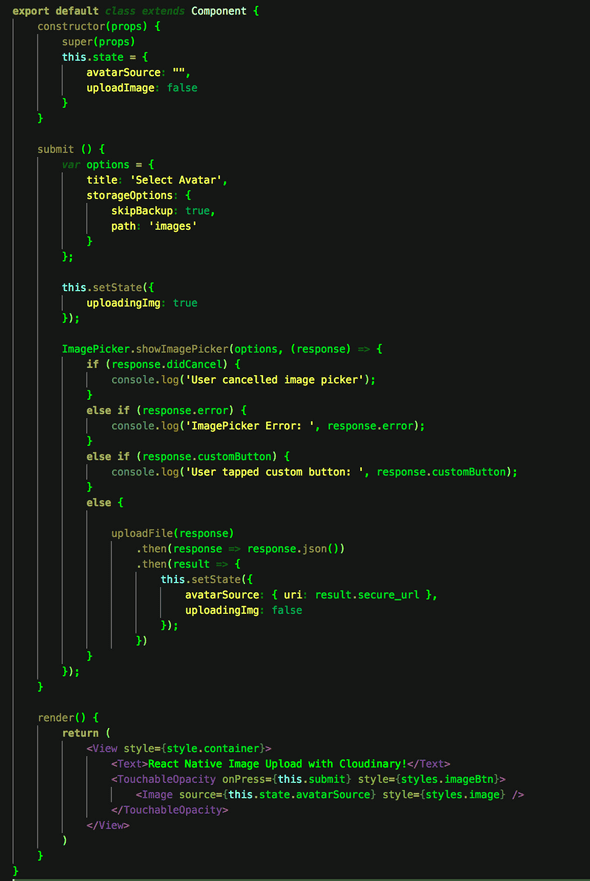 export default class extends Component {
constructor(props) {
super(props)
this.state = {
avatarSource: "",
uploadImage: false
}
}
submit () {
var options = {
title: 'Select Avatar',
storageOptions: {
skipBackup: true,
path: 'images'
}
};
this.setState({
uploadingImg: true
});
ImagePicker.showImagePicker(options, (response) => {
if (response.didCancel) {
console.log('User cancelled image picker');
}
else if (response.error) {
console.log('ImagePicker Error: ', response.error);
}
else if (response.customButton) {
console.log('User tapped custom button: ', response.customButton);
}
else {
uploadFile(response)
.then(response => response.json())
.then(result => {
this.setState({
avatarSource: { uri: result.secure_url },
uploadingImg: false
});
})
}
});
}
render() {
return (
<View style={style.container}>
<Text>React Native Image Upload with Cloudinary!</Text>
<TouchableOpacity onPress={this.submit} style={styles.imageBtn}>
<Image source={this.state.avatarSource} style={styles.image} />
</TouchableOpacity>
</View>
)
}
}